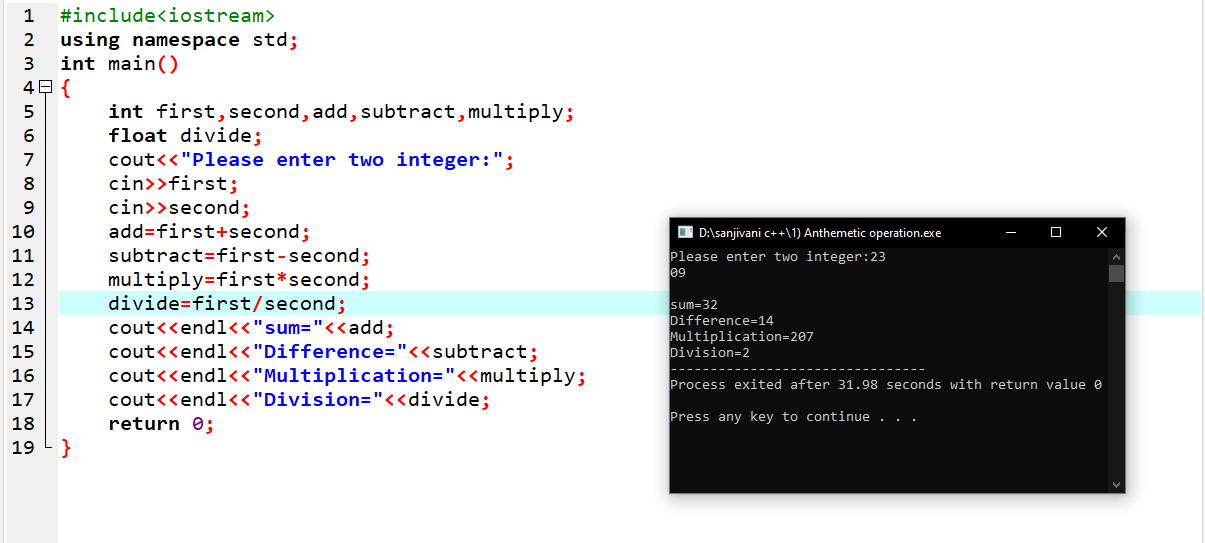 1 #include<iostream>
2 using namespace std;
3 int main()
4 {
5 int first,second,add,subtract,multiply;
6 float divide;
7 cout<<"Please enter two integer:";
8 cin>>first;
9 cin>>second;
10 add=first+second;
11 subtract=first-second;
12 multiply=first*second;
13 divide=first/second;
14 cout<<endl<<"sum="<<add;
15 cout<<endl<<"Difference="<<subtract;
16 cout<<endl<<"Multiplication="<<multiply;
17 cout<<endl<<"Division="<<divide;
18 return 0;
19 }
D:\sanjivani c++\1) Anthemetic operation.exe
Please enter two integer:23
09
sum=32
Difference=14
Multiplication=207
Division=2
--------------------------------
Process exited after 31.98 seconds with return value 0
Press any key to continue . . .